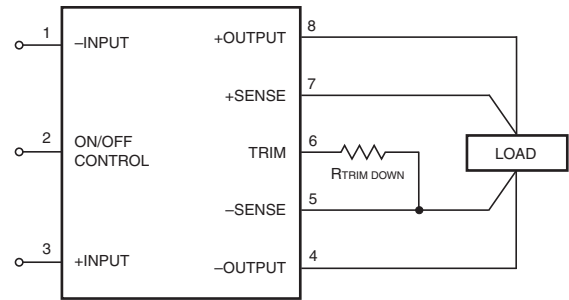 1 –INPUT +OUTPUT 8
+SENSE 7
2 ON/OFF CONTROL TRIM 6
RTRIM DOWN
LOAD
–SENSE 5
3 +INPUT –OUTPUT 4